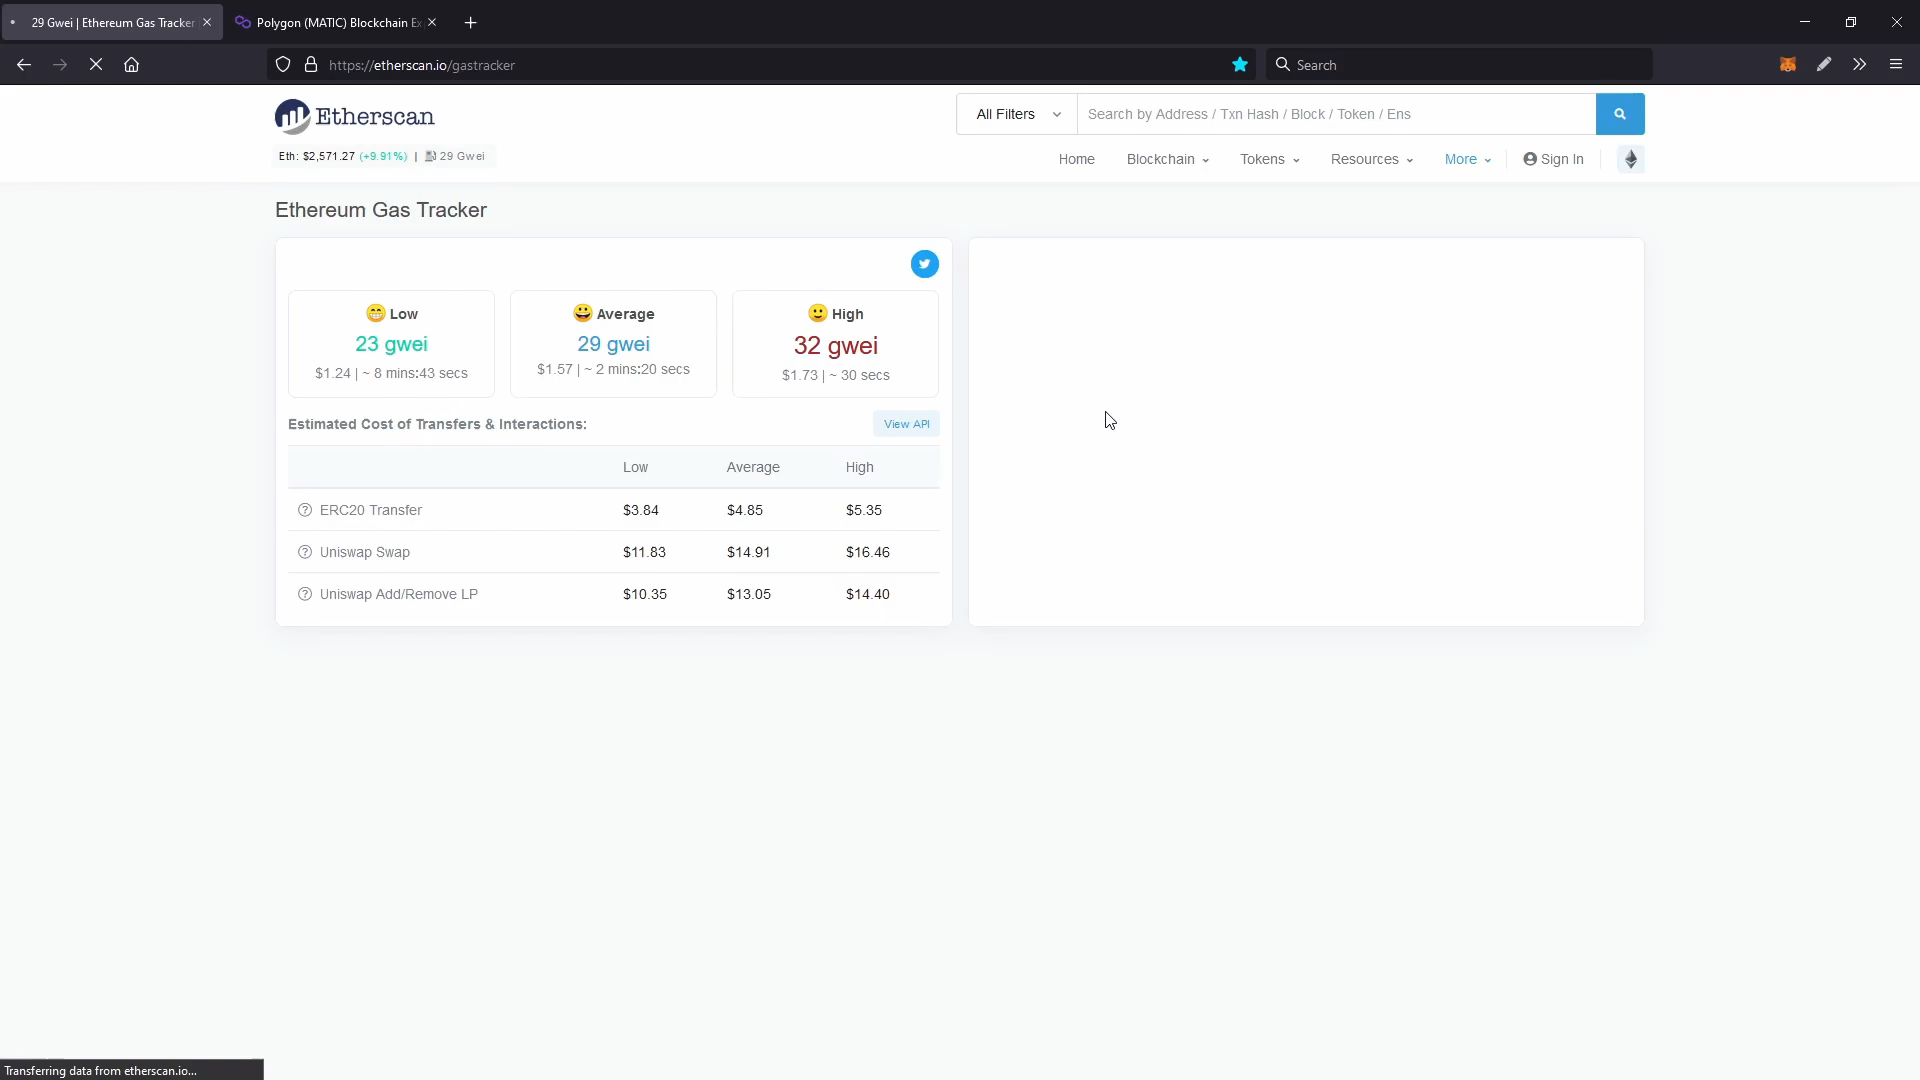 29 Gwei | Ethereum Gas Tracker
Polygon (MATIC) Blockchain Ex
https://etherscan.io/gastracker
Search
Etherscan
All Filters
Search by Address / Txn Hash / Block / Token / Ens
Eth: $2,571.27 (+9.91%) | 29 Gwei
Home
Blockchain
Tokens
Resources
More
Sign In
Ethereum Gas Tracker
Low
23 gwei
$1.24 | ~ 8 mins:43 secs
Average
29 gwei
$1.57 | ~ 2 mins:20 secs
High
32 gwei
$1.73 | ~ 30 secs
Estimated Cost of Transfers & Interactions:
View API
Low Average High
ERC20 Transfer $3.84 $4.85 $5.35
Uniswap Swap $11.83 $14.91 $16.46
Uniswap Add/Remove LP $10.35 $13.05 $14.40
Transferring data from etherscan.io...